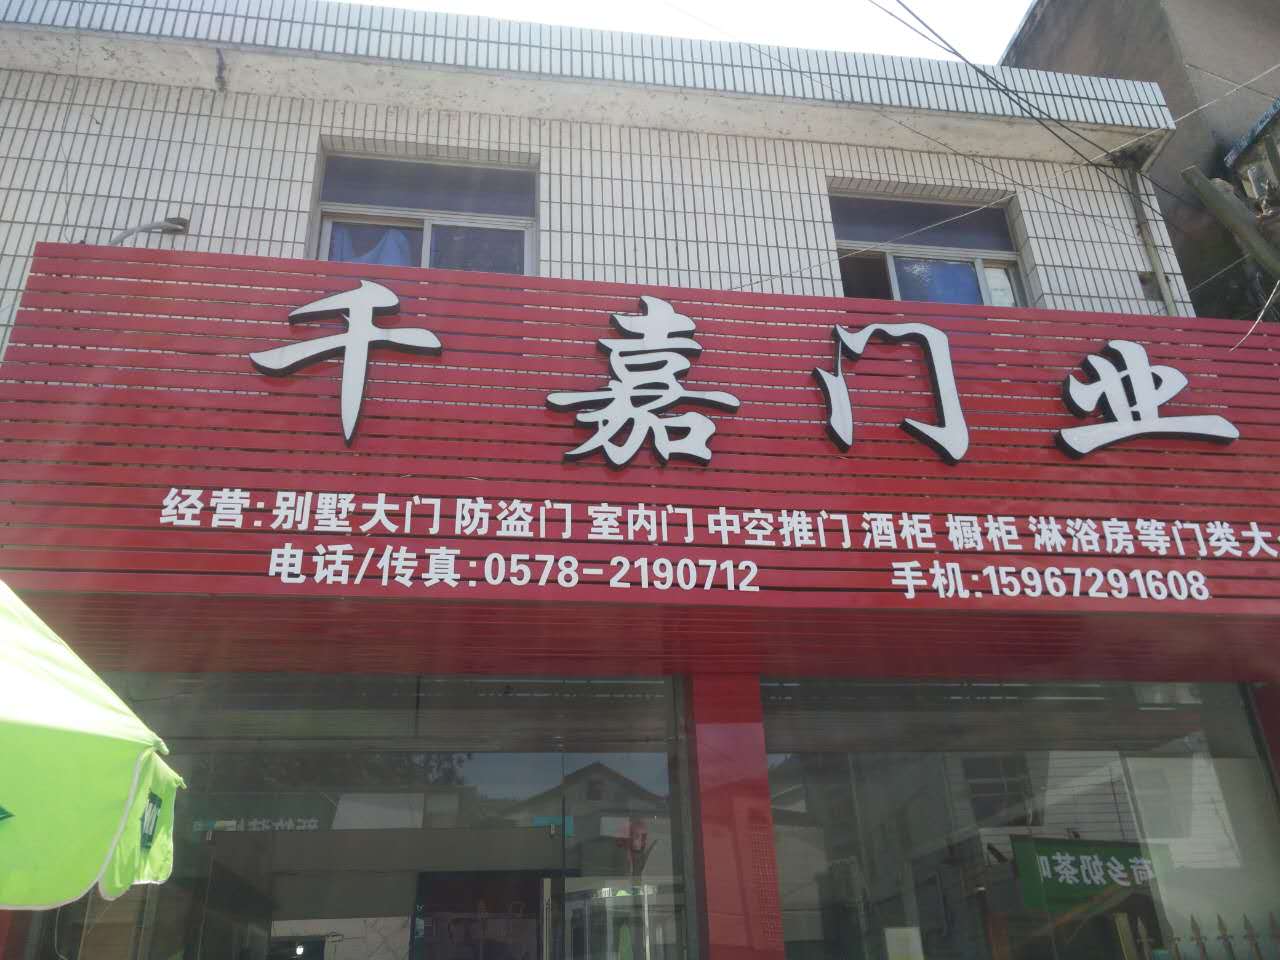 千嘉门业
经营:别墅大门 防盗门 室内门 中空推门 酒柜 橱柜 淋浴房等门类大
电话/传真:0578-2190712 手机:15967291608
荷乡奶茶